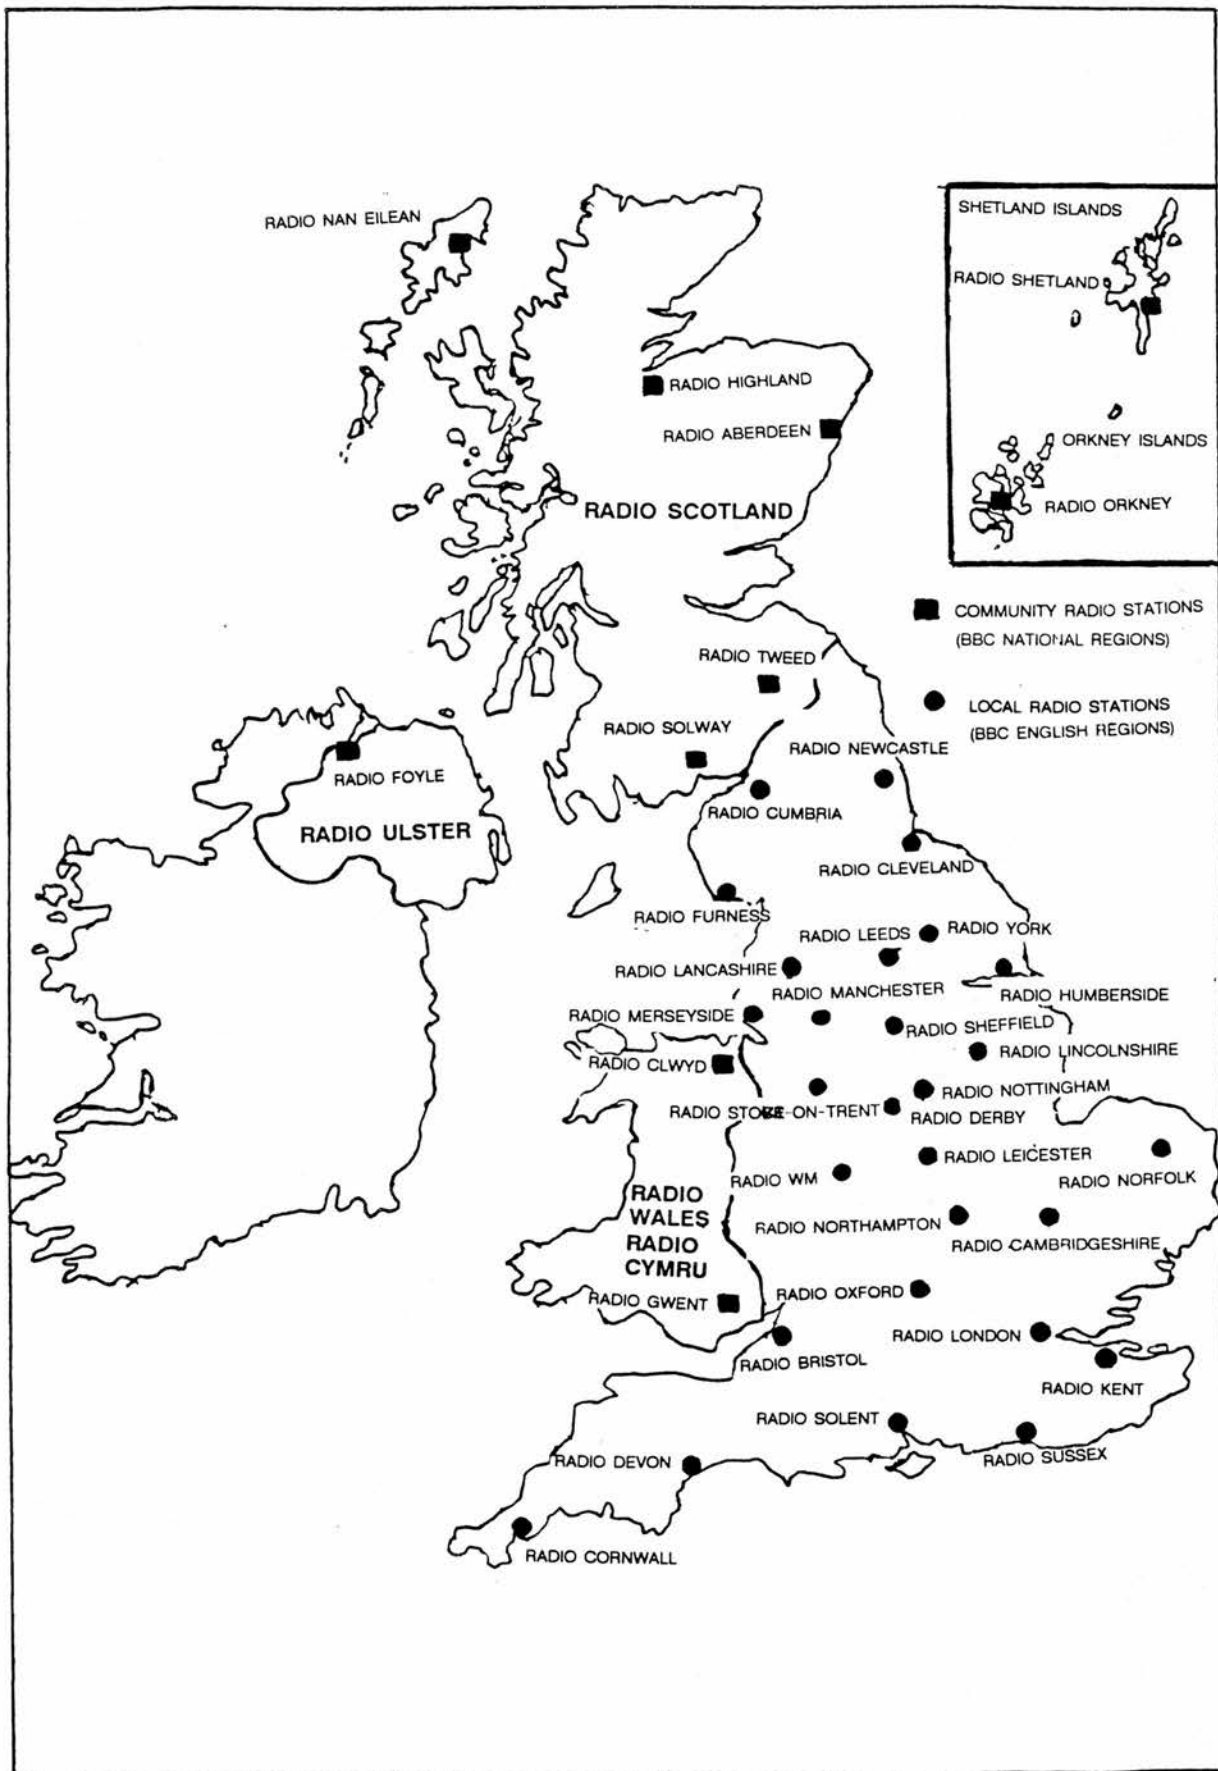 RADIO NAN EILEAN
SHETLAND ISLANDS
RADIO SHETLAND
RADIO HIGHLAND
RADIO ABERDEEN
ORKNEY ISLANDS
RADIO ORKNEY
RADIO SCOTLAND
COMMUNITY RADIO STATIONS
(BBC NATIONAL REGIONS)
RADIO TWEED
LOCAL RADIO STATIONS
(BBC ENGLISH REGIONS)
RADIO SOLWAY
RADIO NEWCASTLE
RADIO FOYLE
RADIO CUMBRIA
RADIO ULSTER
RADIO CLEVELAND
RADIO FURNESS
RADIO LEEDS
RADIO YORK
RADIO LANCASHIRE
RADIO MANCHESTER
RADIO HUMBERSIDE
RADIO MERSEYSIDE
RADIO SHEFFIELD
RADIO LINCOLNSHIRE
RADIO CLWYD
RADIO NOTTINGHAM
RADIO STOKE-ON-TRENT
RADIO DERBY
RADIO LEICESTER
RADIO WM
RADIO NORFOLK
RADIO
WALES
RADIO
CYMRU
RADIO NORTHAMPTON
RADIO CAMBRIDGESHIRE
RADIO OXFORD
RADIO GWENT
RADIO LONDON
RADIO BRISTOL
RADIO KENT
RADIO SOLENT
RADIO SUSSEX
RADIO DEVON
RADIO CORNWALL